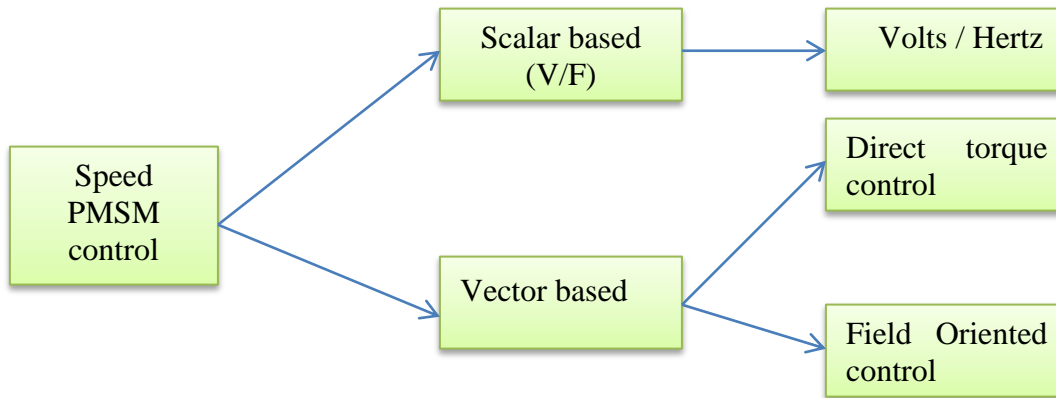 Scalar based
(V/F)
Volts / Hertz
Speed
PMSM
control
Direct torque
control
Vector based
Field Oriented
control